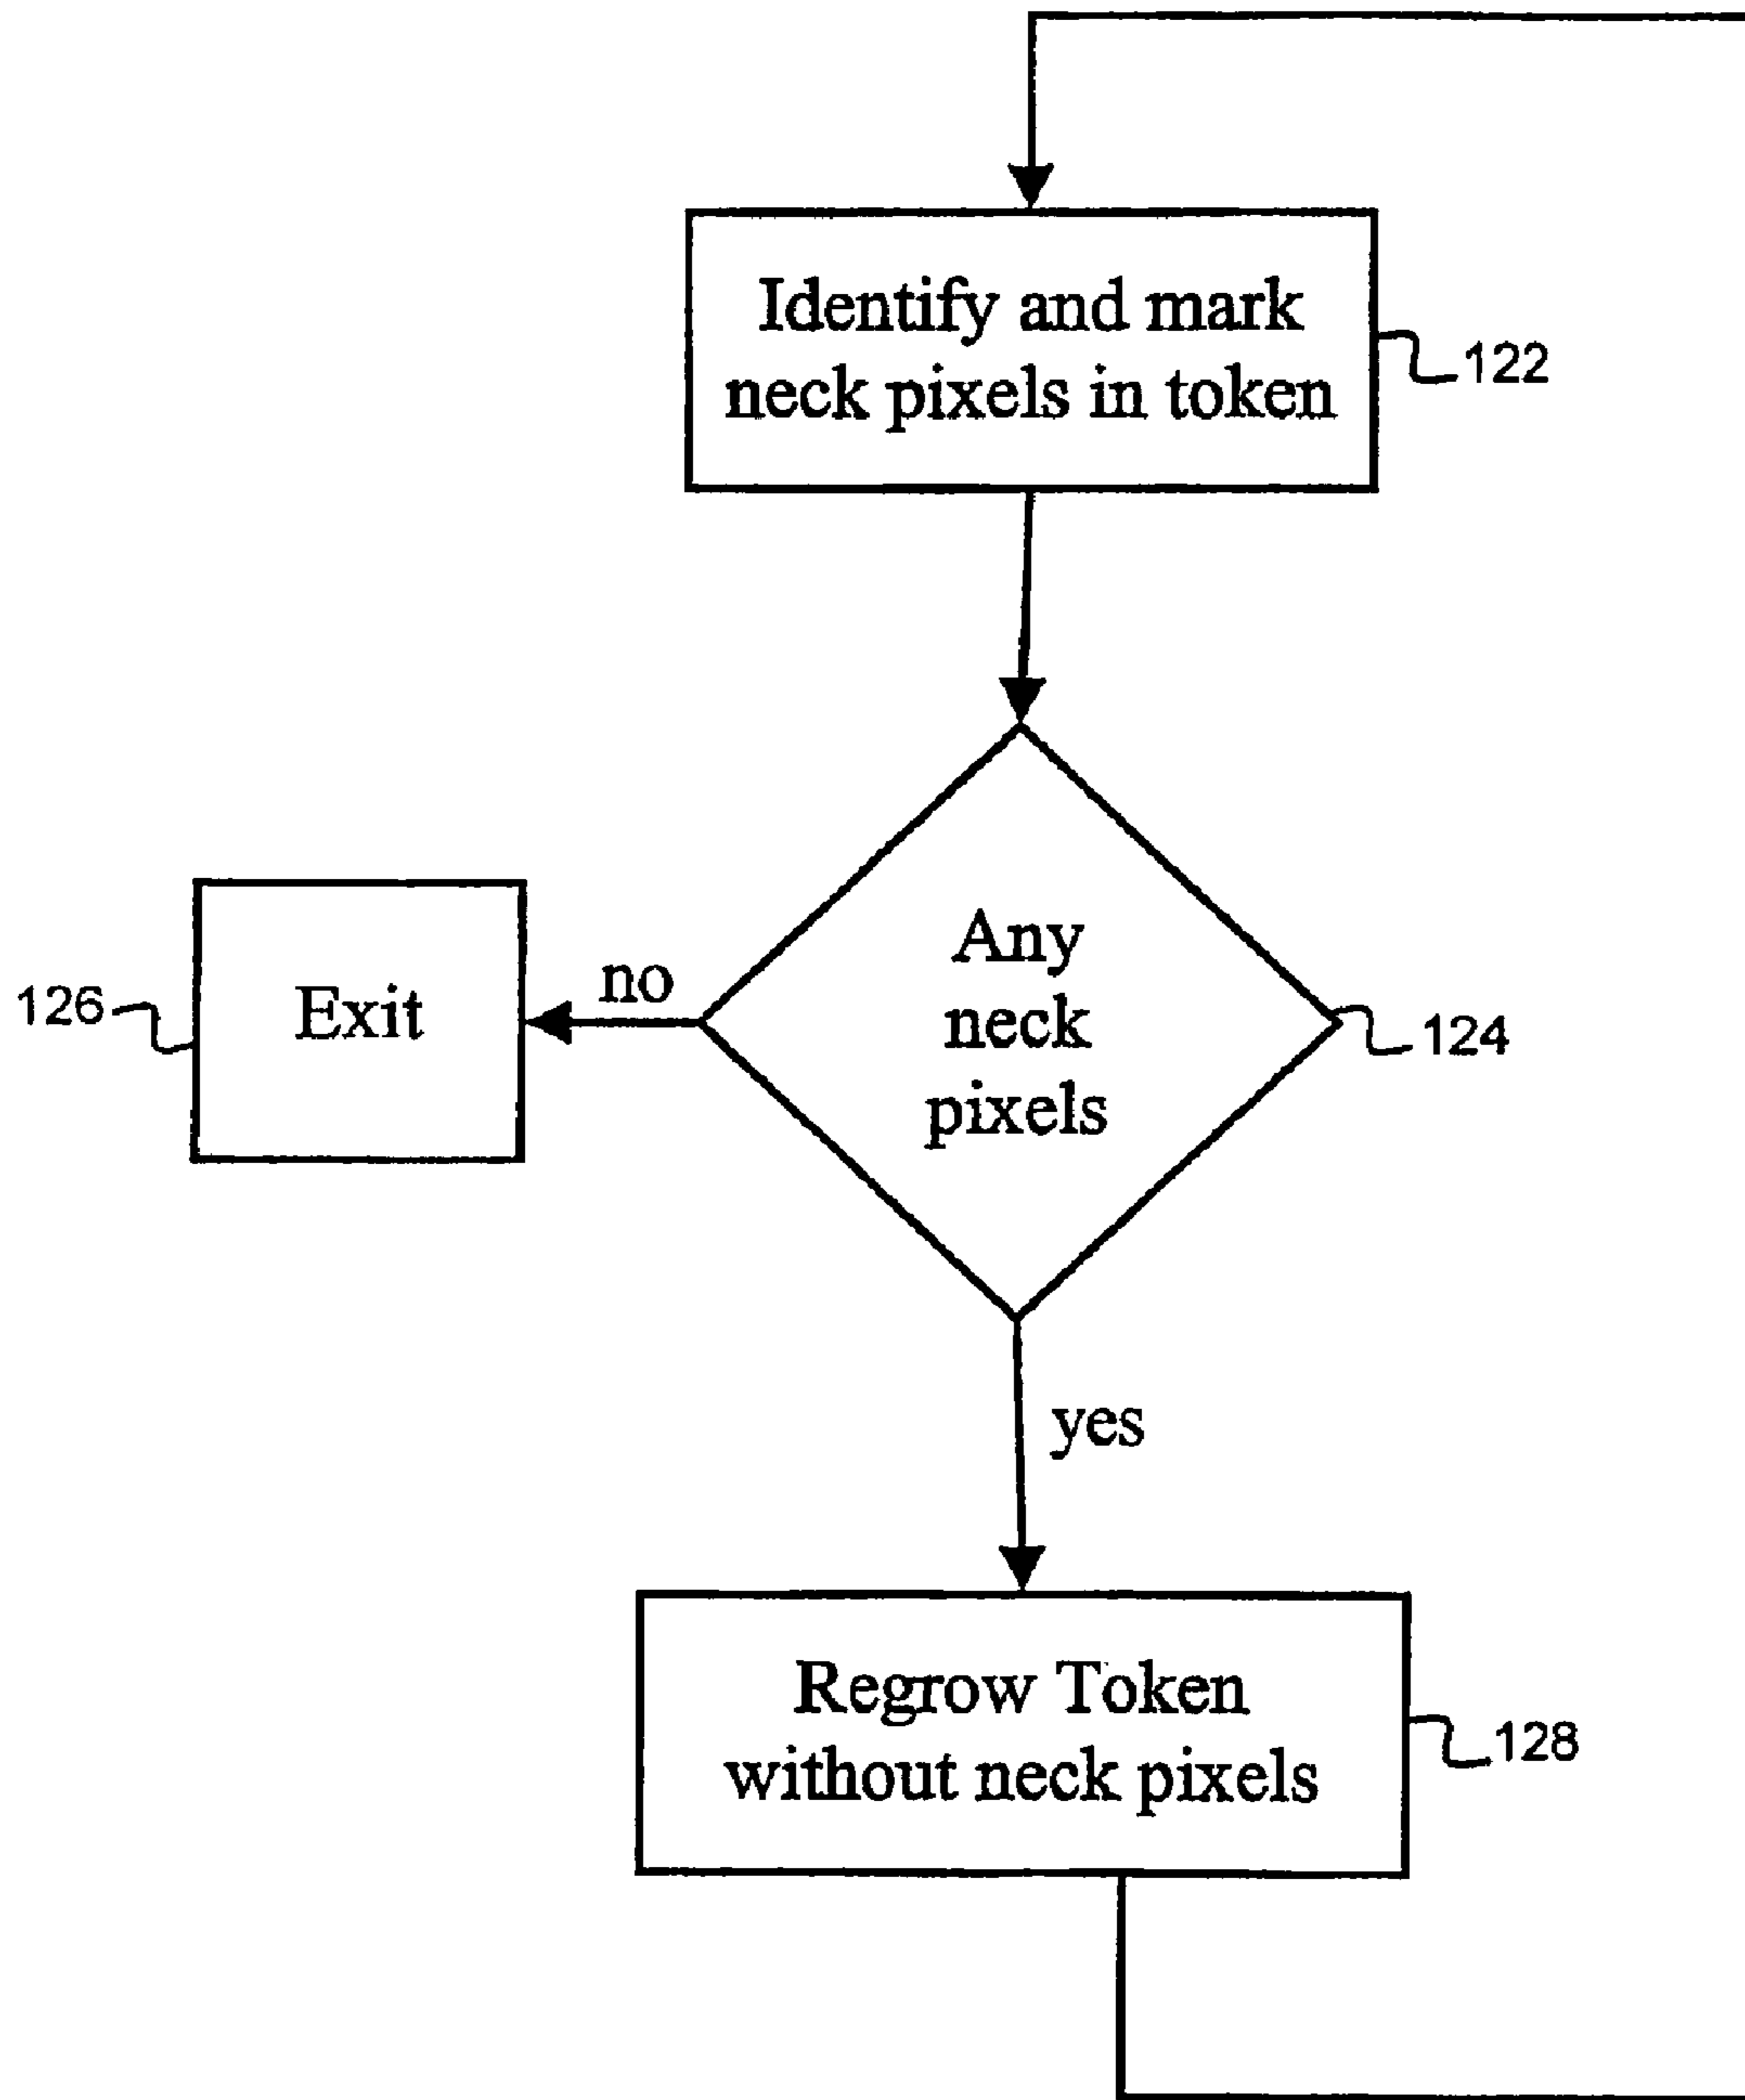 Identify and mark
neck pixels in token
122
Any
neck
pixels
124
no
Exit
126
yes
Regrow Token
without neck pixels
128